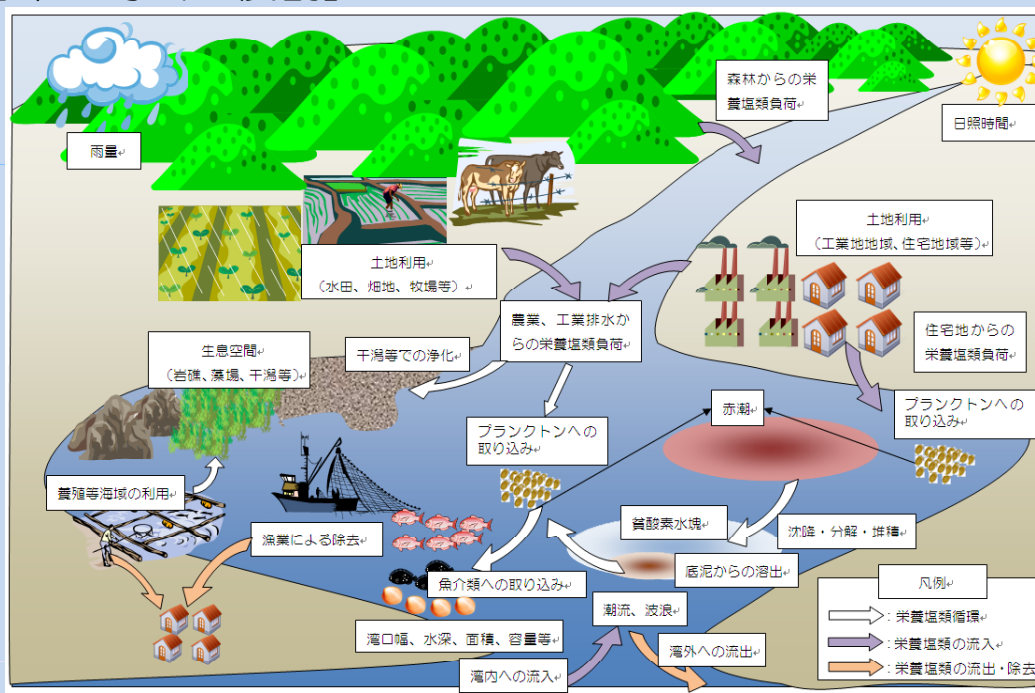 森林からの栄
養塩類負荷
雨量
日照時間
土地利用
（工業地地域、住宅地域等）
土地利用
（水田、畑地、牧場等）
農業、工業排水か
らの栄養塩類負荷
住宅地からの
栄養塩類負荷
生息空間
（岩礁、藻場、干潟等）
干潟等での浄化
赤潮
プランクトンへの
取り込み
プランクトンへの
取り込み
養殖等海域の利用
漁業による除去
貧酸素水塊
沈降・分解・堆積
底泥からの溶出
魚介類への取り込み
潮流、波浪
湾口幅、水深、面積、容量等
湾内への流入
湾外への流出
凡例
：栄養塩類循環
：栄養塩類の流入
：栄養塩類の流出・除去